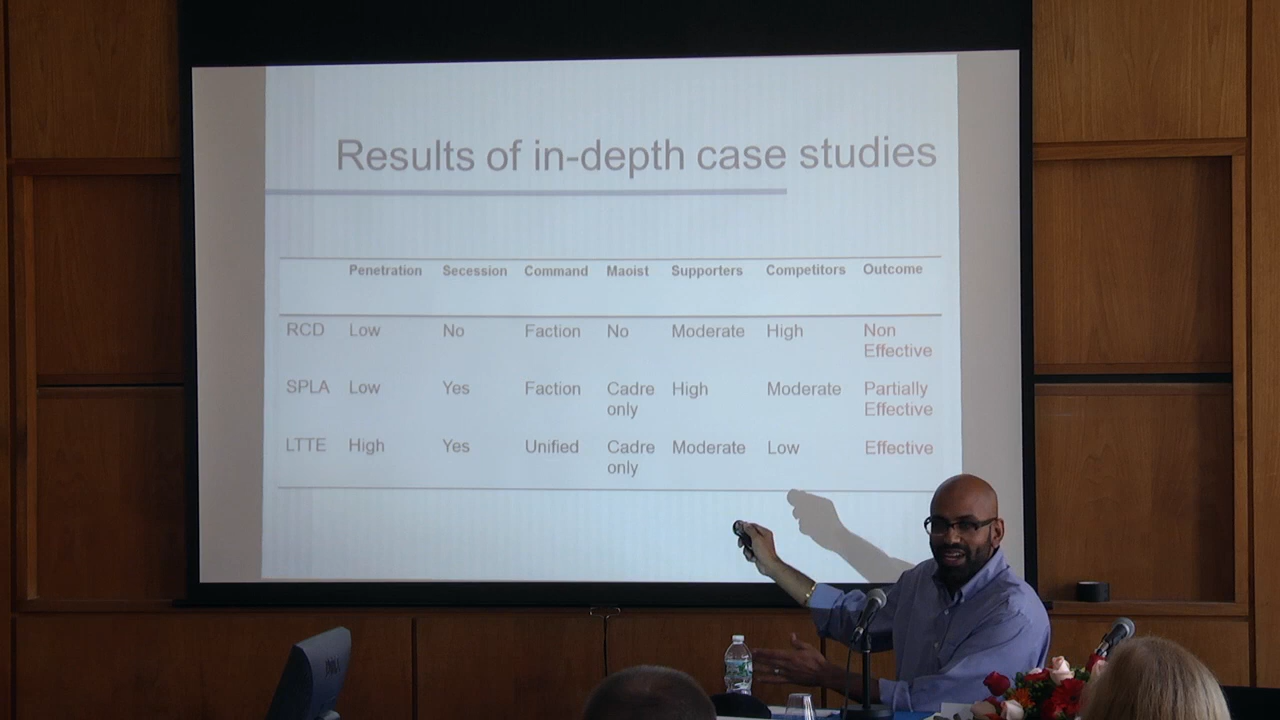 Results of in-depth case studies
Penetration Secession Command Maoist Supporters Competitors Outcome
RCD Low No Faction No Moderate High Non
Effective
SPLA Low Yes Faction Cadre High Moderate Partially
only Effective
LTTE High Yes Unified Cadre Moderate Low Effective
only
DELL